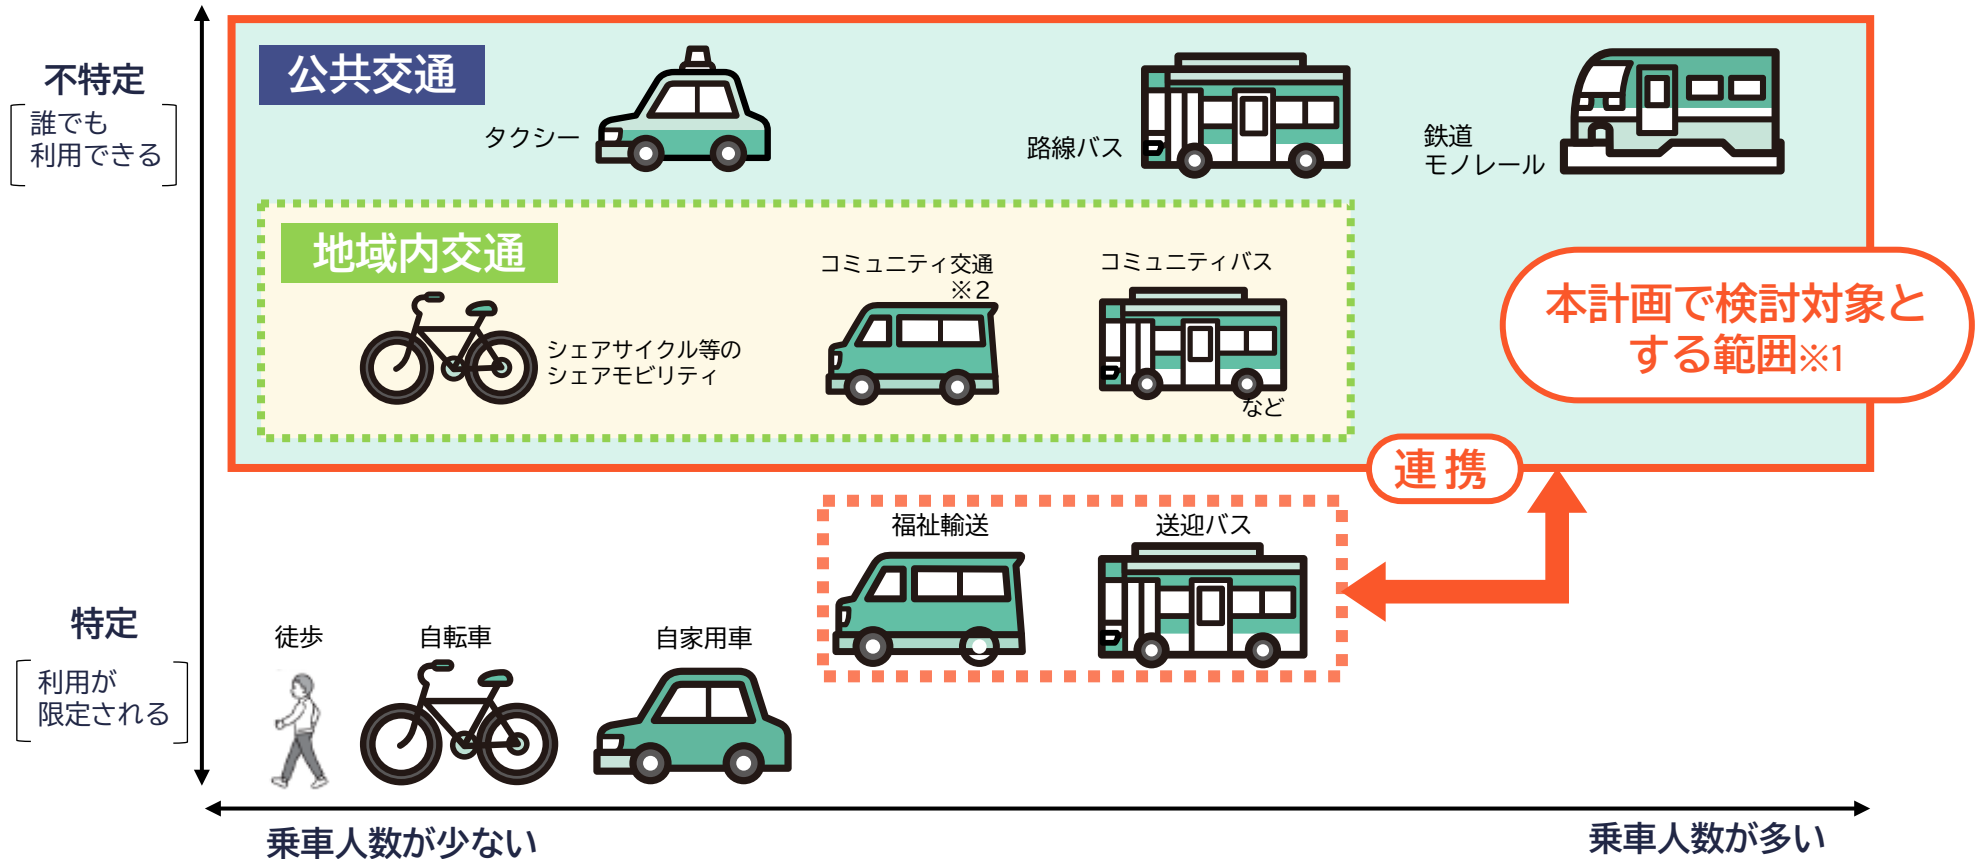 不特定
誰でも
利用できる
公共交通
タクシー
路線バス
鉄道
モノレール
地域内交通
シェアサイクル等の
シェアモビリティ
コミュニティ交通
※2
コミュニティバス
など
本計画で検討対象と
する範囲※1
連携
福祉輸送
送迎バス
特定
利用が
限定される
徒歩
自転車
自家用車
乗車人数が少ない
乗車人数が多い